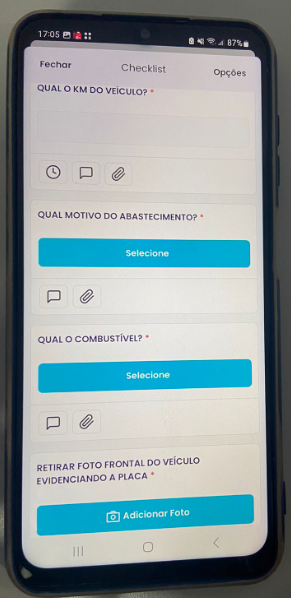 17:05
87%
Fechar
Checklist
Opções
QUAL O KM DO VEÍCULO? *
QUAL MOTIVO DO ABASTECIMENTO? *
Selecione
QUAL O COMBUSTÍVEL? *
Selecione
RETIRAR FOTO FRONTAL DO VEÍCULO
EVIDENCIANDO A PLACA *
Adicionar Foto